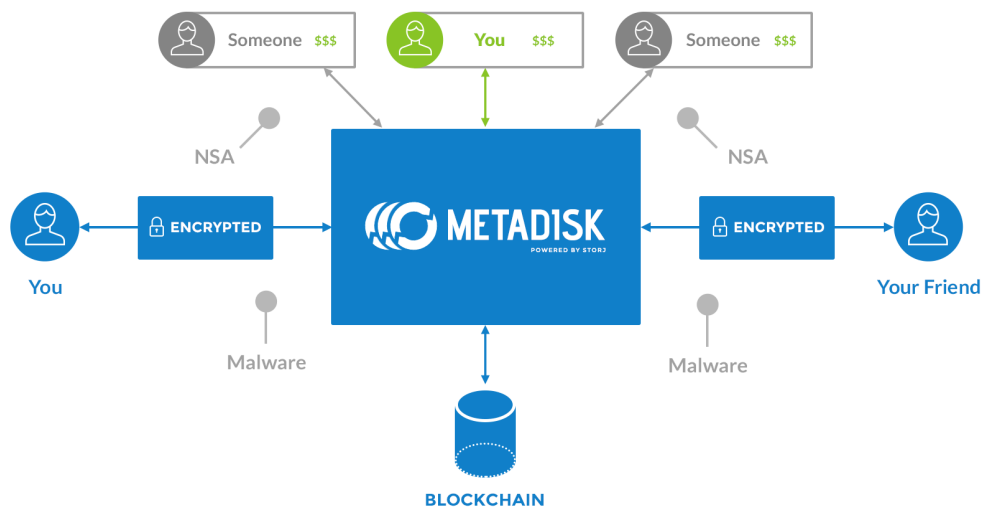 Someone $$$
You $$$
Someone $$$
NSA
NSA
ENCRYPTED
METADISK
POWERED BY STORJ
ENCRYPTED
You
Your Friend
Malware
Malware
BLOCKCHAIN